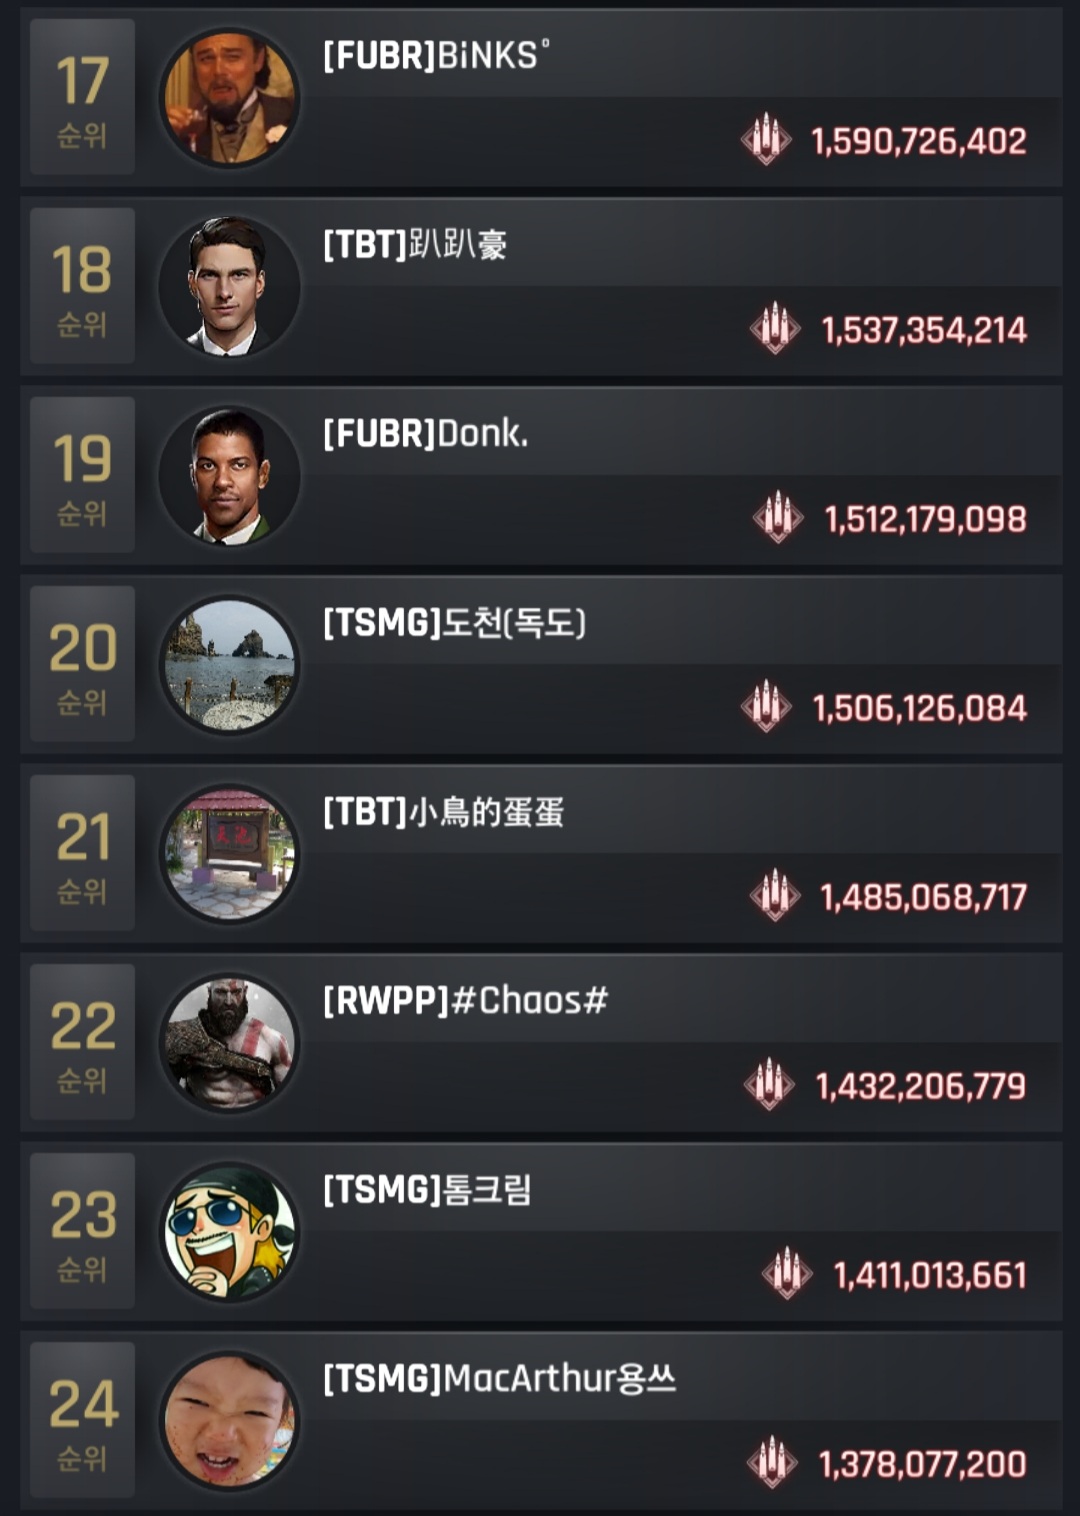 17
순위
[FUBR]BiNKS°
1,590,726,402
18
순위
[TBT]趴趴豪
1,537,354,214
19
순위
[FUBR]Donk.
1,512,179,098
20
순위
[TSMG]도천(독도)
1,506,126,084
21
순위
[TBT]小鳥的蛋蛋
1,485,068,717
22
순위
[RWPP]#Chaos#
1,432,206,779
23
순위
[TSMG]톰크림
1,411,013,661
24
순위
[TSMG]MacArthur용쓰
1,378,077,200